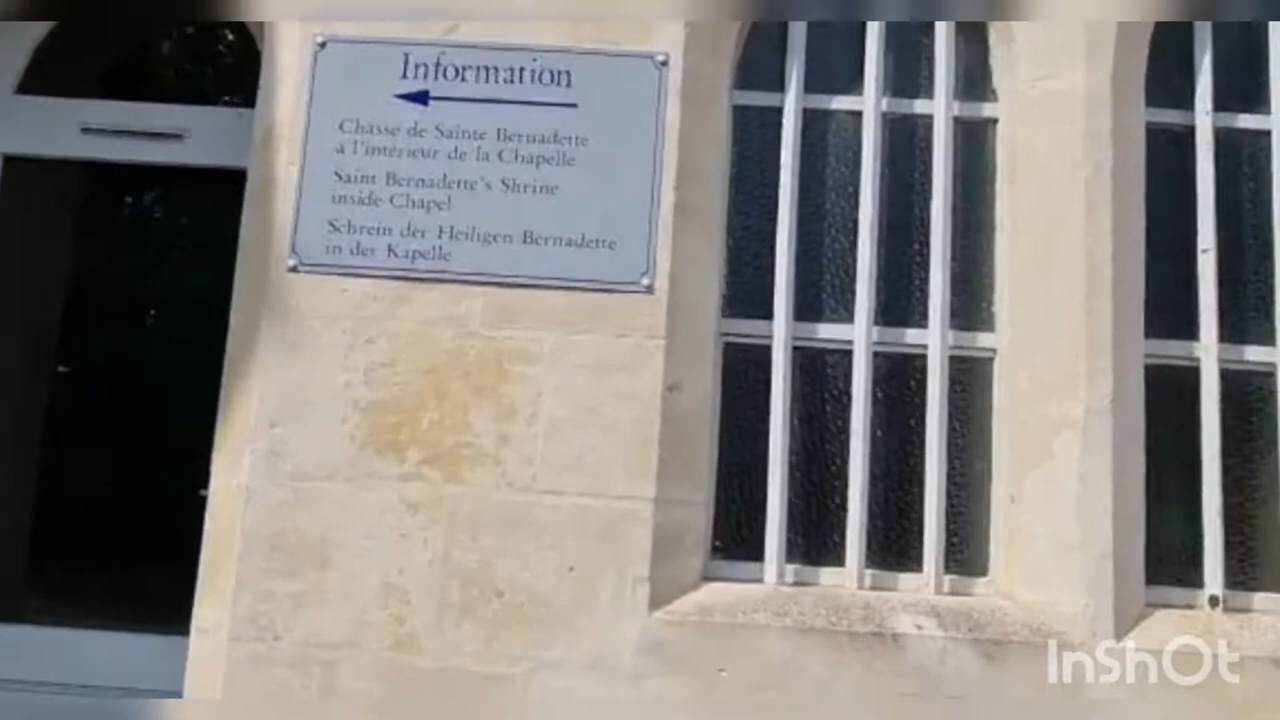 Information
Chasse de Sainte Bernadette
à l'intérieur de la Chapelle
Saint Bernadette's Shrine
inside Chapel
Schrein der Heiligen Bernadette
in der Kapelle
InShOt